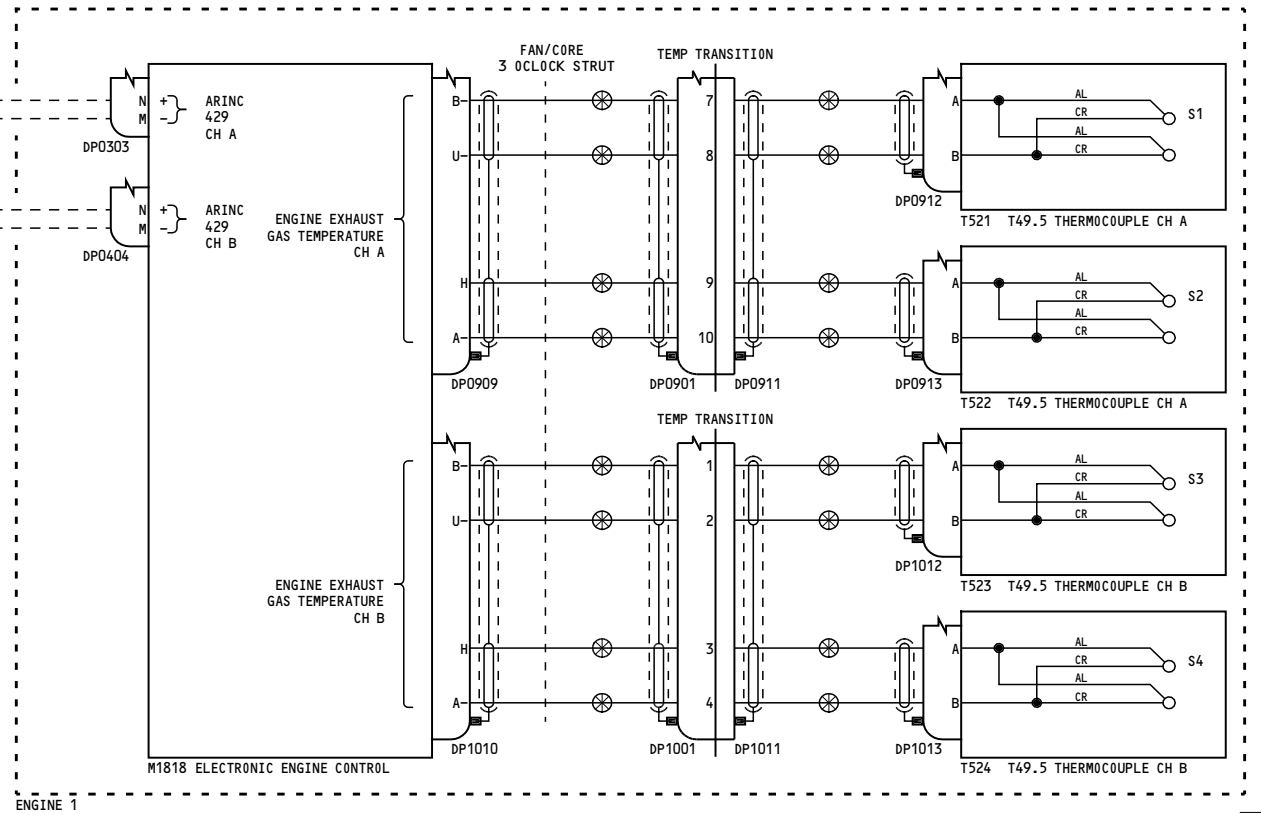 FAN/CORE
3 OCLOCK STRUT
TEMP TRANSITION
N + ARINC
M - 429
CH A
DP0303
N + ARINC
M - 429
CH B
DP0404
ENGINE EXHAUST
GAS TEMPERATURE
CH A
B
U
H
A
DP0909
7
8
9
10
DP0901
DP0911
A
B
DP0912
AL
CR
AL
CR
S1
T521 T49.5 THERMOCOUPLE CH A
A
B
DP0913
AL
CR
AL
CR
S2
T522 T49.5 THERMOCOUPLE CH A
TEMP TRANSITION
ENGINE EXHAUST
GAS TEMPERATURE
CH B
B
U
H
A
DP1010
1
2
3
4
DP1001
DP1011
A
B
DP1012
AL
CR
AL
CR
S3
T523 T49.5 THERMOCOUPLE CH B
A
B
DP1013
AL
CR
AL
CR
S4
T524 T49.5 THERMOCOUPLE CH B
M1818 ELECTRONIC ENGINE CONTROL
ENGINE 1